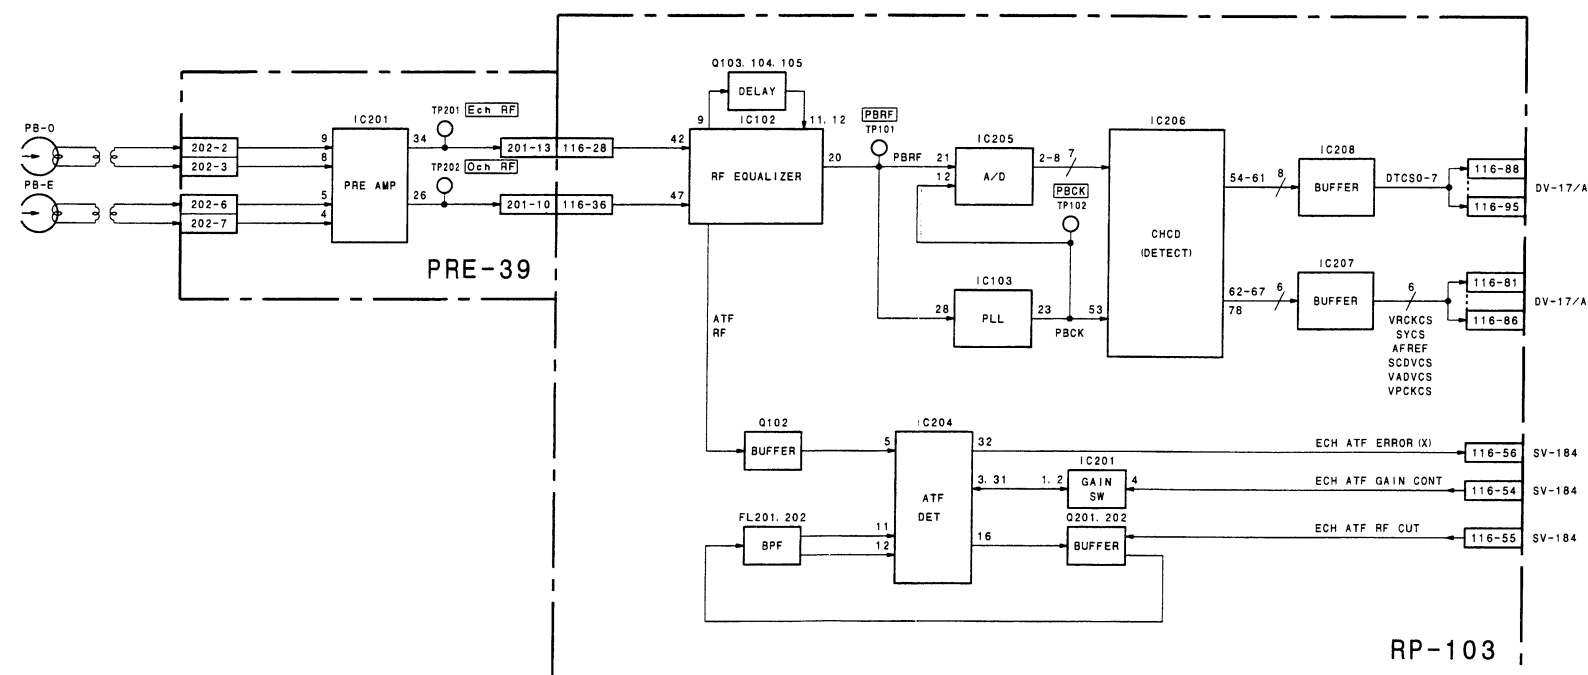 Q103. 104. 105
DELAY
9
IC102
11. 12
PB-O
TP201 Ech RF
IC201
PBRF
TP101
IC205
IC206
IC208
202-2
202-3
9
8
34
201-13 116-28
42
20
PBRF
21
12
A/D
2-8
7
54-61
8
BUFFER
DTCS0-7
116-88
116-95
DV-17/A
PB-E
PRE AMP
TP202 Och RF
RF EQUALIZER
PBCK
TP102
202-6
202-7
5
4
26
201-10 116-36
47
CHCD
(DETECT)
PRE-39
IC103
IC207
28
PLL
23
PBCK
53
62-67
78
6
BUFFER
6
116-81
116-86
DV-17/A
ATF
RF
VRCKCS
SYCS
AFREF
SCDVCS
VADVCS
VPCKCS
Q102
BUFFER
5
IC204
32
ECH ATF ERROR (X)
116-56
SV-184
ATF
DET
3. 31
1. 2
IC201
GAIN
SW
4
ECH ATF GAIN CONT
116-54
SV-184
FL201. 202
BPF
11
12
16
Q201. 202
BUFFER
ECH ATF RF CUT
116-55
SV-184
RP-103